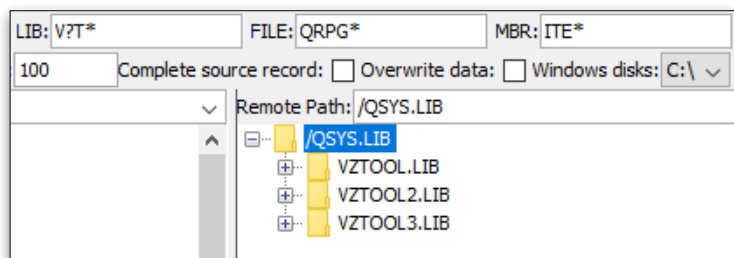 LIB: V?T* FILE: QRPG* MBR: ITE*
100 Complete source record: Overwrite data: Windows disks: C:\
Remote Path: /QSYS.LIB
/QSYS.LIB
VZTOOL.LIB
VZTOOL2.LIB
VZTOOL3.LIB